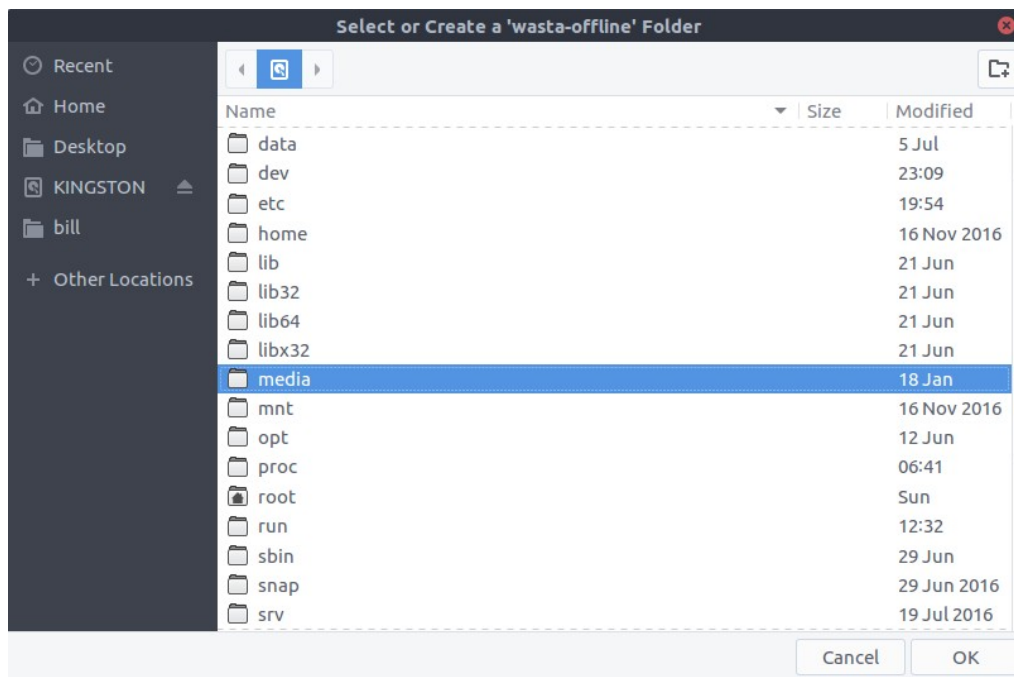 Select or Create a 'wasta-offline' Folder
Recent
Home
Desktop
KINGSTON
bill
+ Other Locations
Name Size Modified
data 5 Jul
dev 23:09
etc 19:54
home 16 Nov 2016
lib 21 Jun
lib32 21 Jun
lib64 21 Jun
libx32 21 Jun
media 18 Jan
mnt 16 Nov 2016
opt 12 Jun
proc 06:41
root Sun
run 12:32
sbin 29 Jun
snap 29 Jun 2016
srv 19 Jul 2016
Cancel OK